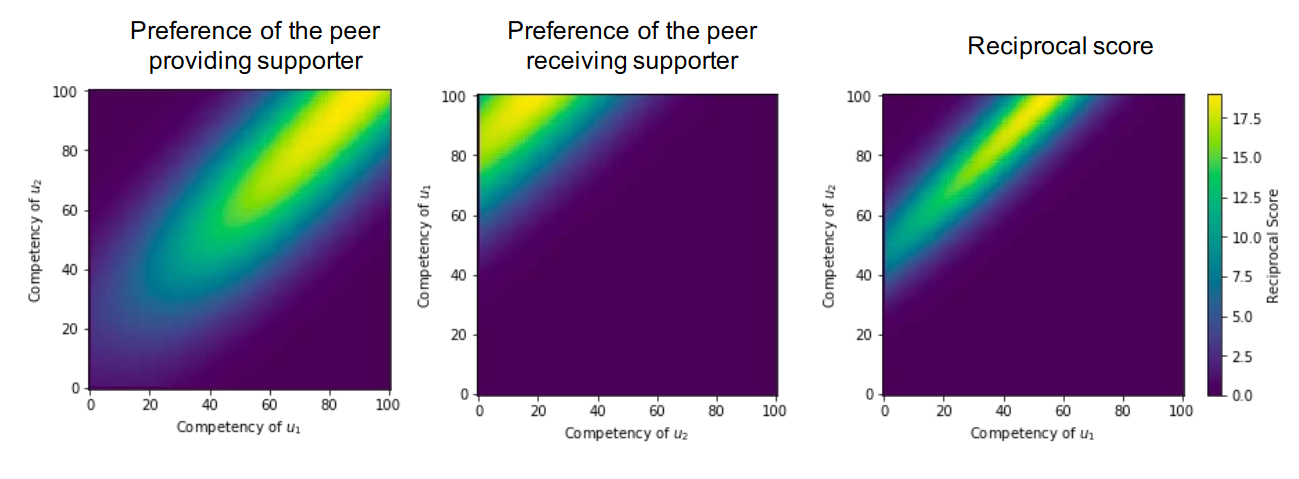 Preference of the peer
providing supporter
Competency of u₂
100
80
60
40
20
0
0 20 40 60 80 100
Competency of u₁
Preference of the peer
receiving supporter
Competency of u₁
100
80
60
40
20
0
0 20 40 60 80 100
Competency of u₂
Reciprocal score
Competency of u₂
100
80
60
40
20
0
0 20 40 60 80 100
Competency of u₁
17.5
15.0
12.5
10.0
7.5
5.0
2.5
0.0
Reciprocal Score